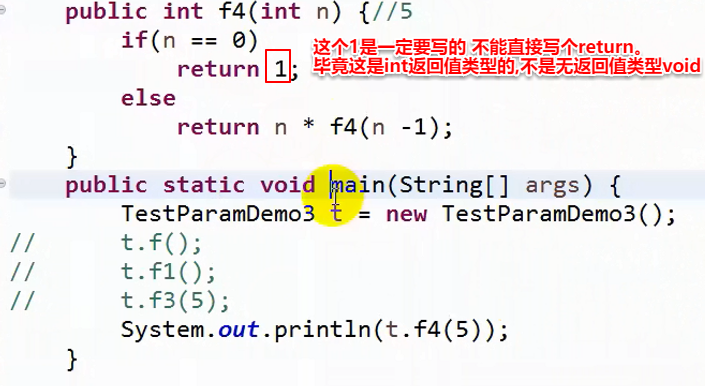 public int f4(int n) {//5
if(n == 0)
return 1;
这个1是一定要写的 不能直接写个return。
毕竟这是int返回值类型的,不是无返回值类型void
else
return n * f4(n -1);
}
public static void main(String[] args) {
TestParamDemo3 t = new TestParamDemo3();
// t.f();
// t.f1();
// t.f3(5);
System.out.println(t.f4(5));
}